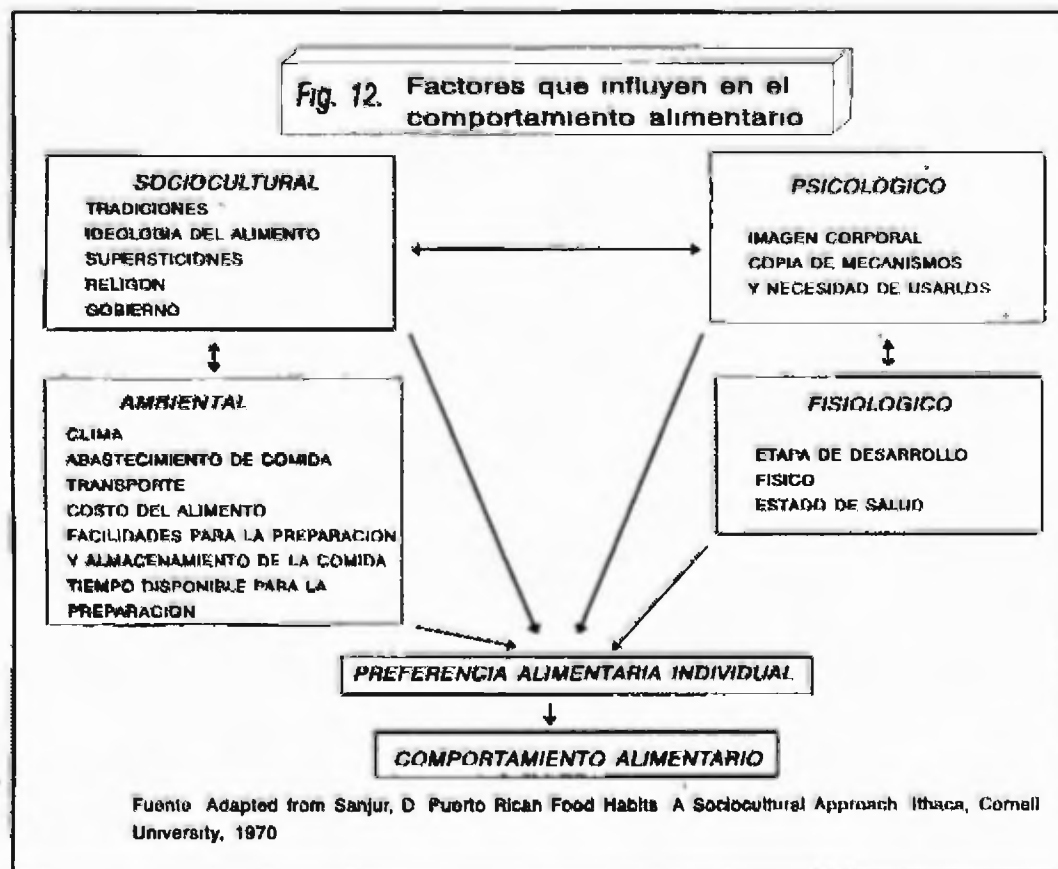 Fig. 12. Factores que influyen en el
comportamiento alimentario
SOCIOCULTURAL
TRADICIONES
IDEOLOGIA DEL ALIMENTO
SUPERSTICIONES
RELIGION
GOBIERNO
PSICOLOGICO
IMAGEN CORPORAL
COPIA DE MECANISMOS
Y NECESIDAD DE USARLOS
AMBIENTAL
CLIMA
ABASTECIMIENTO DE COMIDA
TRANSPORTE
COSTO DEL ALIMENTO
FACILIDADES PARA LA PREPARACION
Y ALMACENAMIENTO DE LA COMIDA
TIEMPO DISPONIBLE PARA LA
PREPARACION
FISIOLOGICO
ETAPA DE DESARROLLO
FISICO
ESTADO DE SALUD
PREFERENCIA ALIMENTARIA INDIVIDUAL
COMPORTAMIENTO ALIMENTARIO
Fuente Adapted from Sanjur, D Puerto Rican Food Habits A Sociocultural Approach Ithaca, Cornell
University, 1970